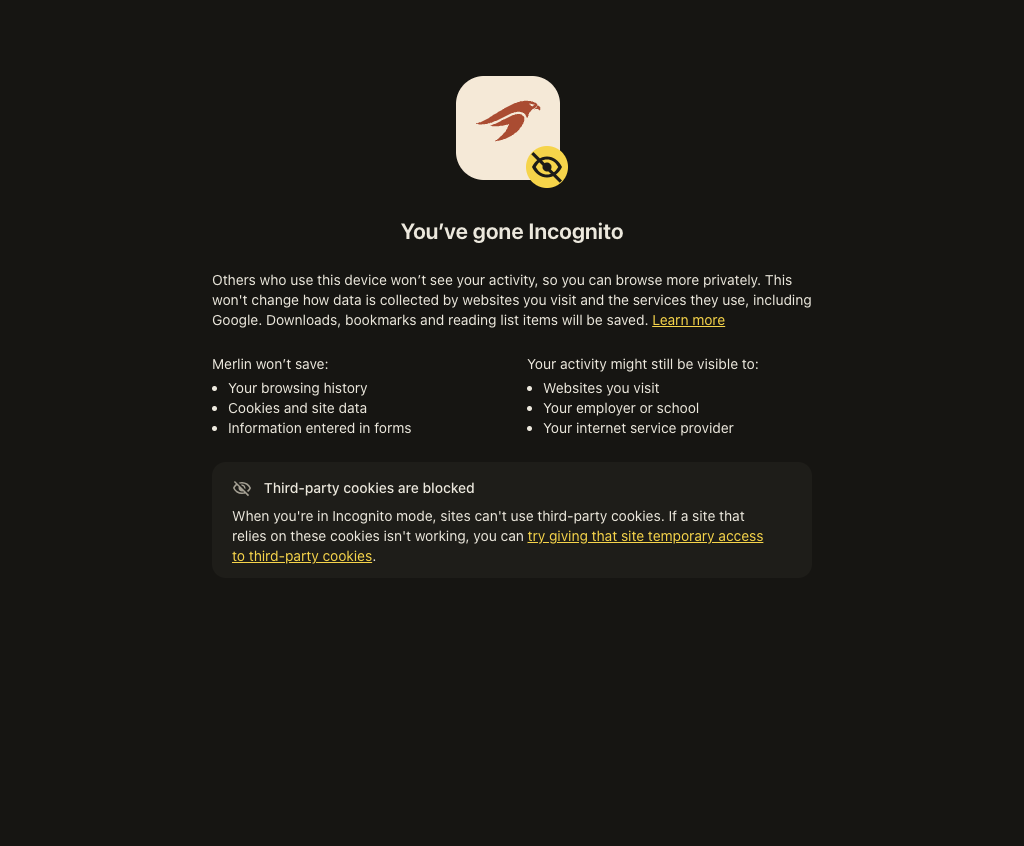 You’ve gone Incognito
Others who use this device won’t see your activity, so you can browse more privately. This
won't change how data is collected by websites you visit and the services they use, including
Google. Downloads, bookmarks and reading list items will be saved. Learn more
Merlin won’t save:
• Your browsing history
• Cookies and site data
• Information entered in forms
Your activity might still be visible to:
• Websites you visit
• Your employer or school
• Your internet service provider
Third-party cookies are blocked
When you're in Incognito mode, sites can't use third-party cookies. If a site that
relies on these cookies isn't working, you can try giving that site temporary access
to third-party cookies.